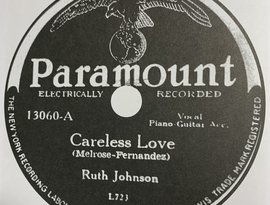 Paramount
ELECTRICALLY RECORDED
13060-A
Vocal
Piano-Guitar Acc.
Careless Love
(Melrose-Fernandez)
Ruth Johnson
L723
THE NEW YORK RECORDING LABO
TRADE MARK REGISTERED